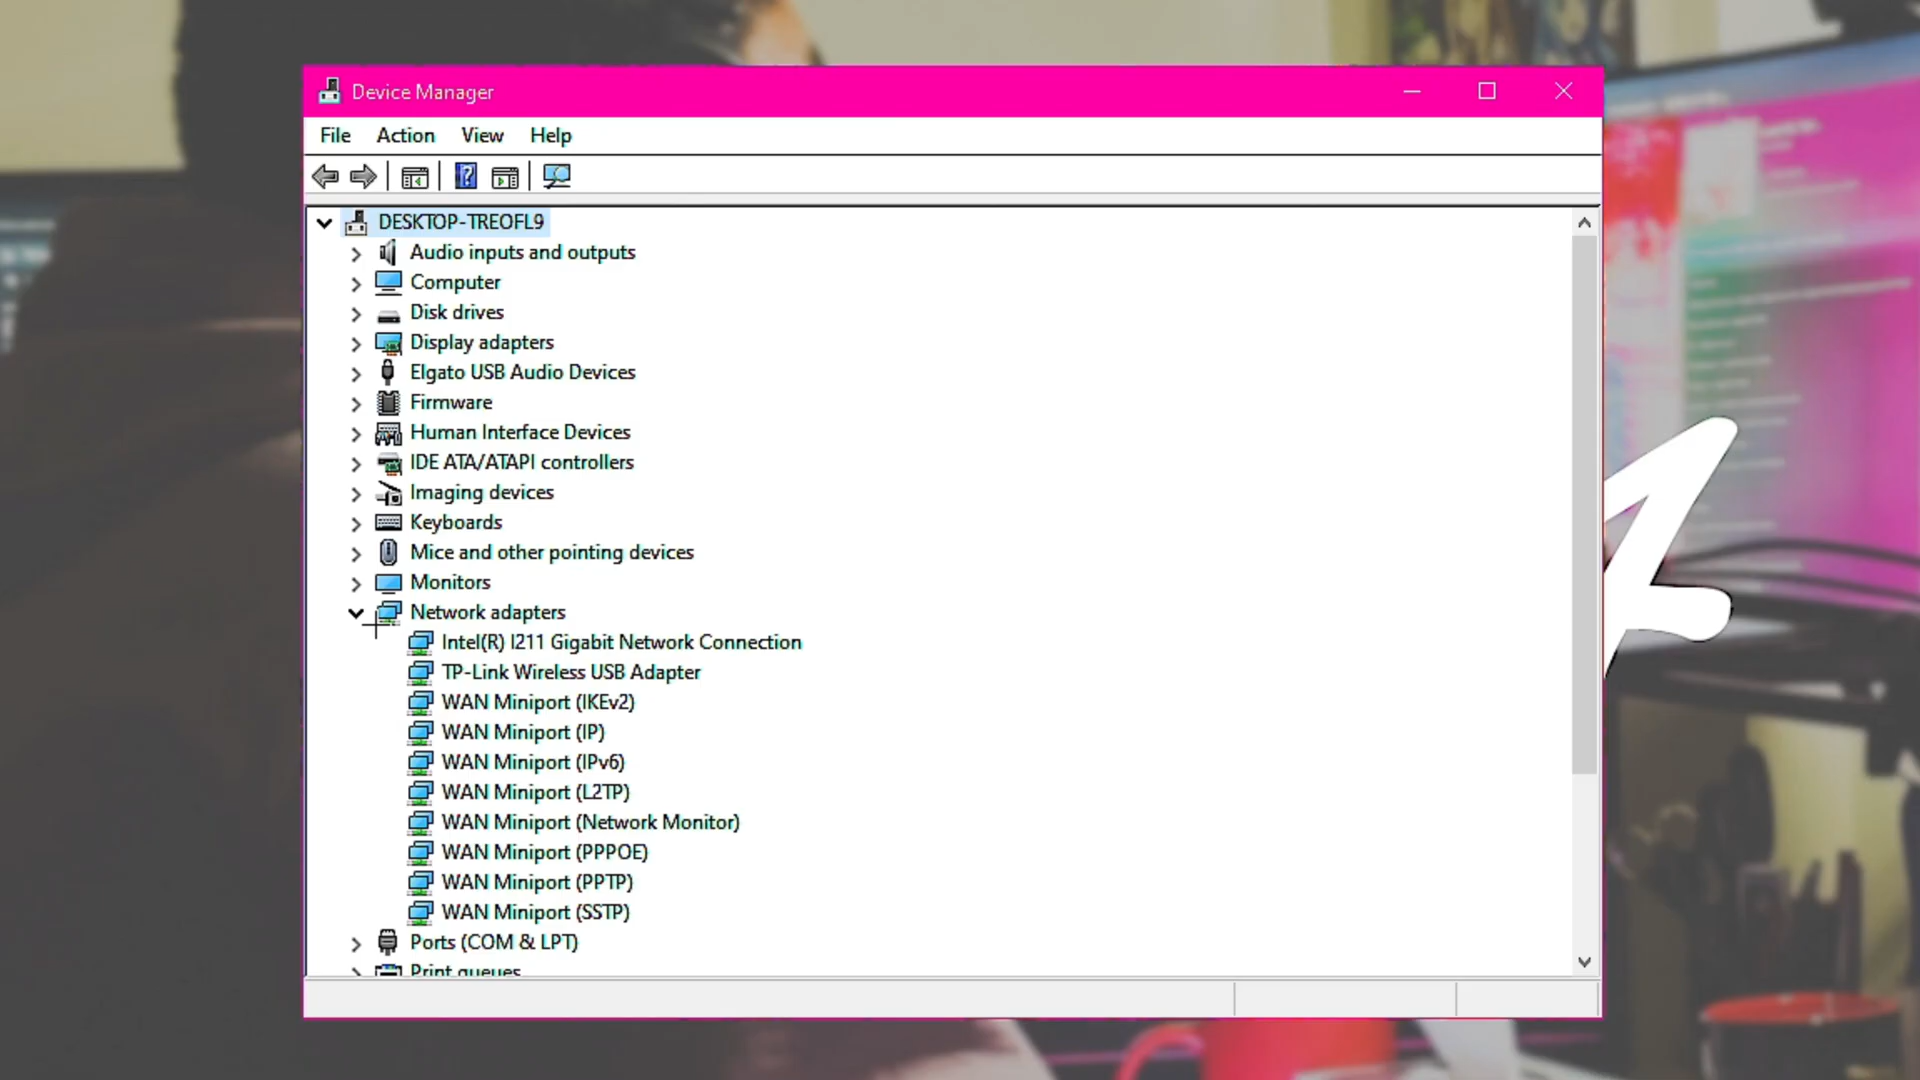 Device Manager
File Action View Help
DESKTOP-TREOFL9
Audio inputs and outputs
Computer
Disk drives
Display adapters
Elgato USB Audio Devices
Firmware
Human Interface Devices
IDE ATA/ATAPI controllers
Imaging devices
Keyboards
Mice and other pointing devices
Monitors
Network adapters
Intel(R) I211 Gigabit Network Connection
TP-Link Wireless USB Adapter
WAN Miniport (IKEv2)
WAN Miniport (IP)
WAN Miniport (IPv6)
WAN Miniport (L2TP)
WAN Miniport (Network Monitor)
WAN Miniport (PPPOE)
WAN Miniport (PPTP)
WAN Miniport (SSTP)
Ports (COM & LPT)
Print queues